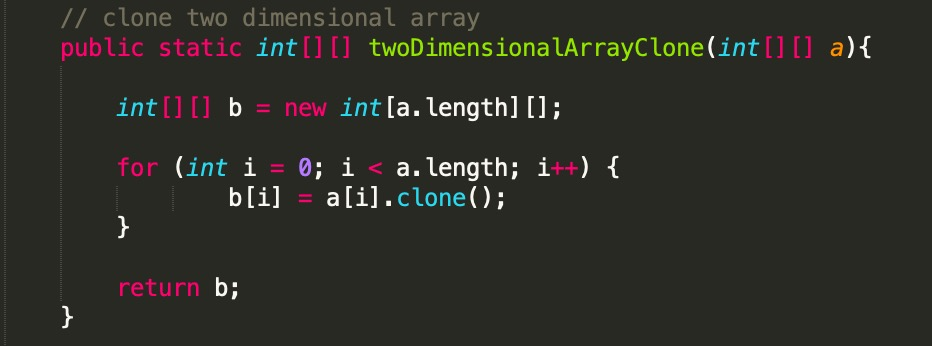 // clone two dimensional array
public static int[][] twoDimensionalArrayClone(int[][] a){
int[][] b = new int[a.length][];
for (int i = 0; i < a.length; i++) {
b[i] = a[i].clone();
}
return b;
}